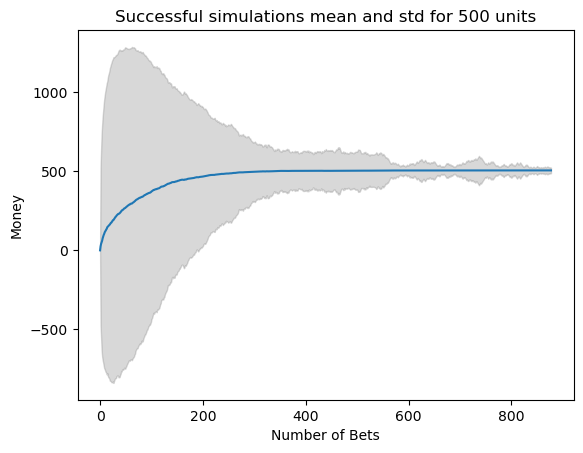 Successful simulations mean and std for 500 units
1000
500
0
−500
Money
0 200 400 600 800
Number of Bets